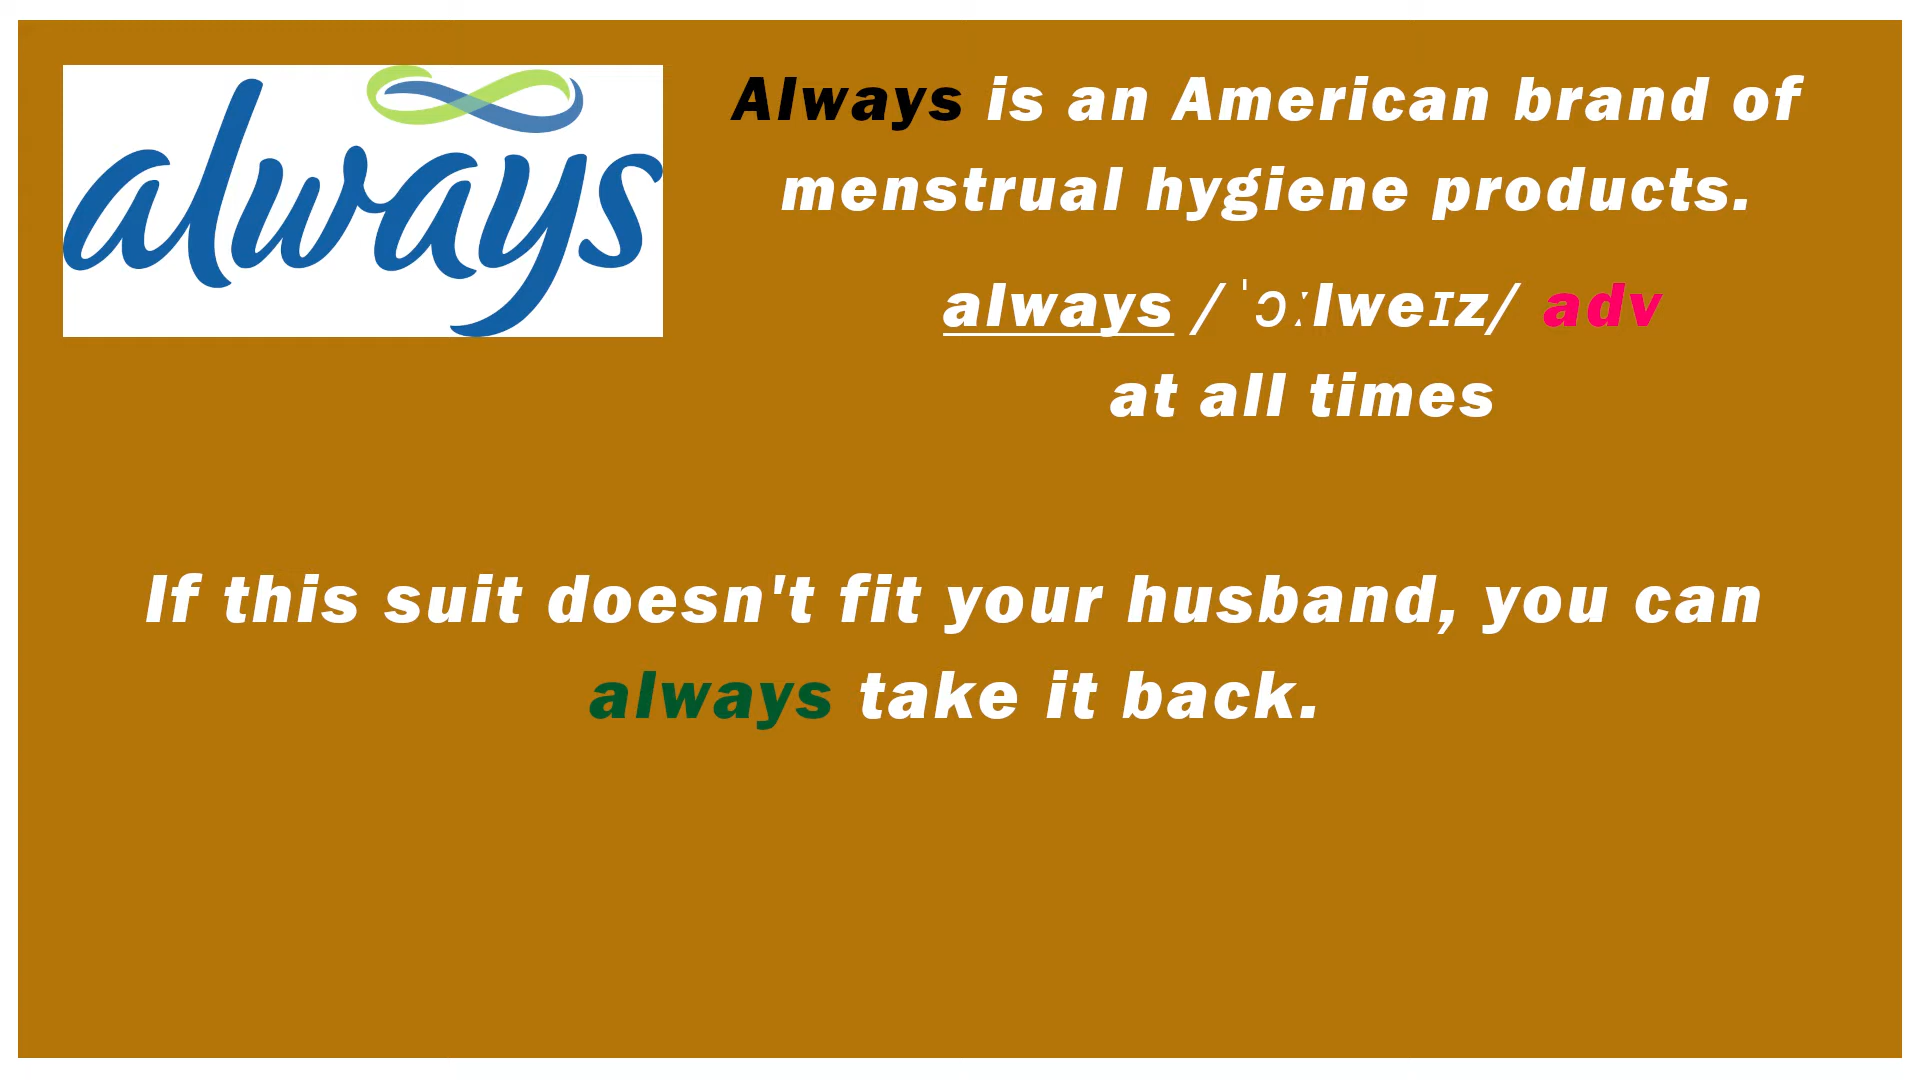 always
Always is an American brand of
menstrual hygiene products.
always /ˈɔːlweɪz/ adv
at all times
If this suit doesn't fit your husband, you can
always take it back.